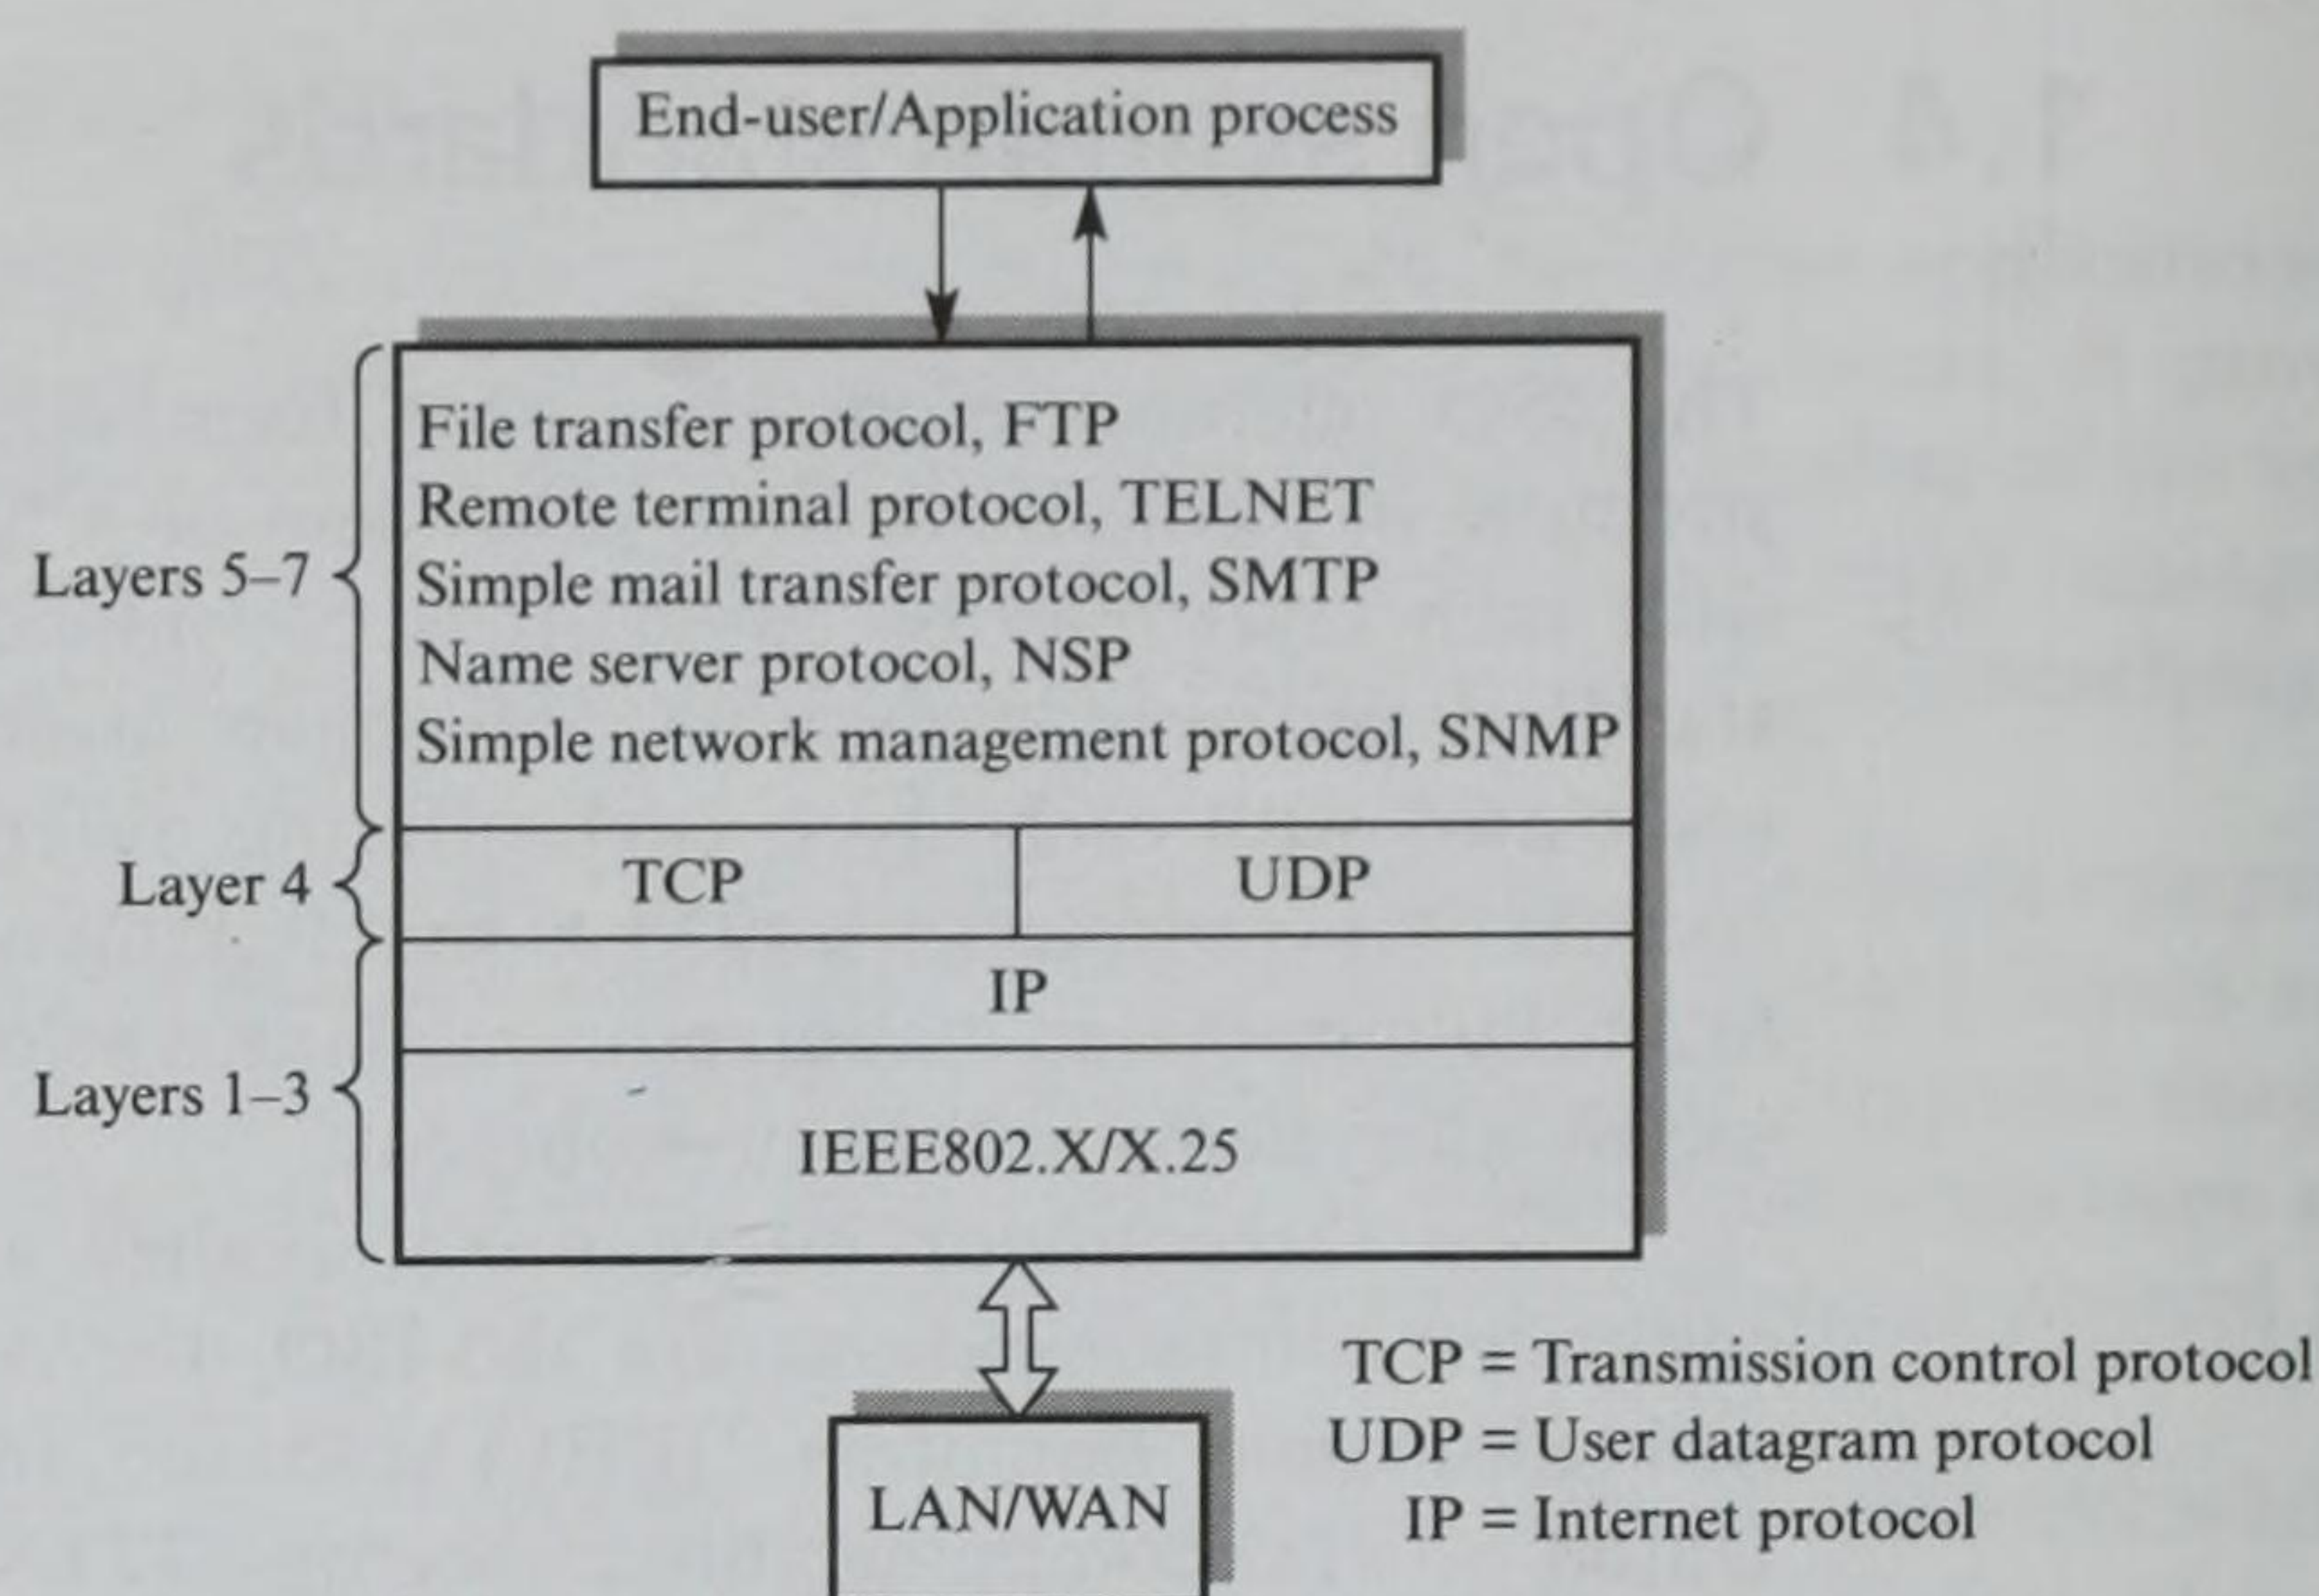 End-user/Application process
File transfer protocol, FTP
Remote terminal protocol, TELNET
Layers 5–7
Simple mail transfer protocol, SMTP
Name server protocol, NSP
Simple network management protocol, SNMP
Layer 4
TCP
UDP
IP
Layers 1–3
IEEE802.X/X.25
TCP = Transmission control protocol
UDP = User datagram protocol
LAN/WAN
IP = Internet protocol